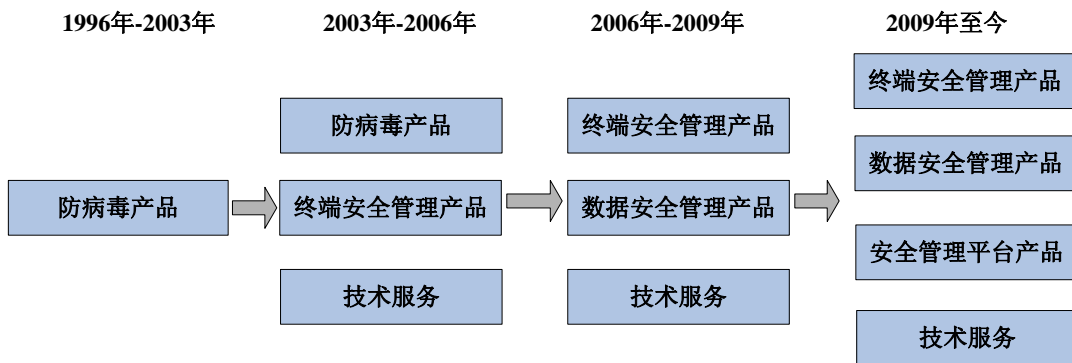 1996年-2003年
2003年-2006年
2006年-2009年
2009年至今
防病毒产品
防病毒产品
终端安全管理产品
技术服务
终端安全管理产品
数据安全管理产品
技术服务
终端安全管理产品
数据安全管理产品
安全管理平台产品
技术服务